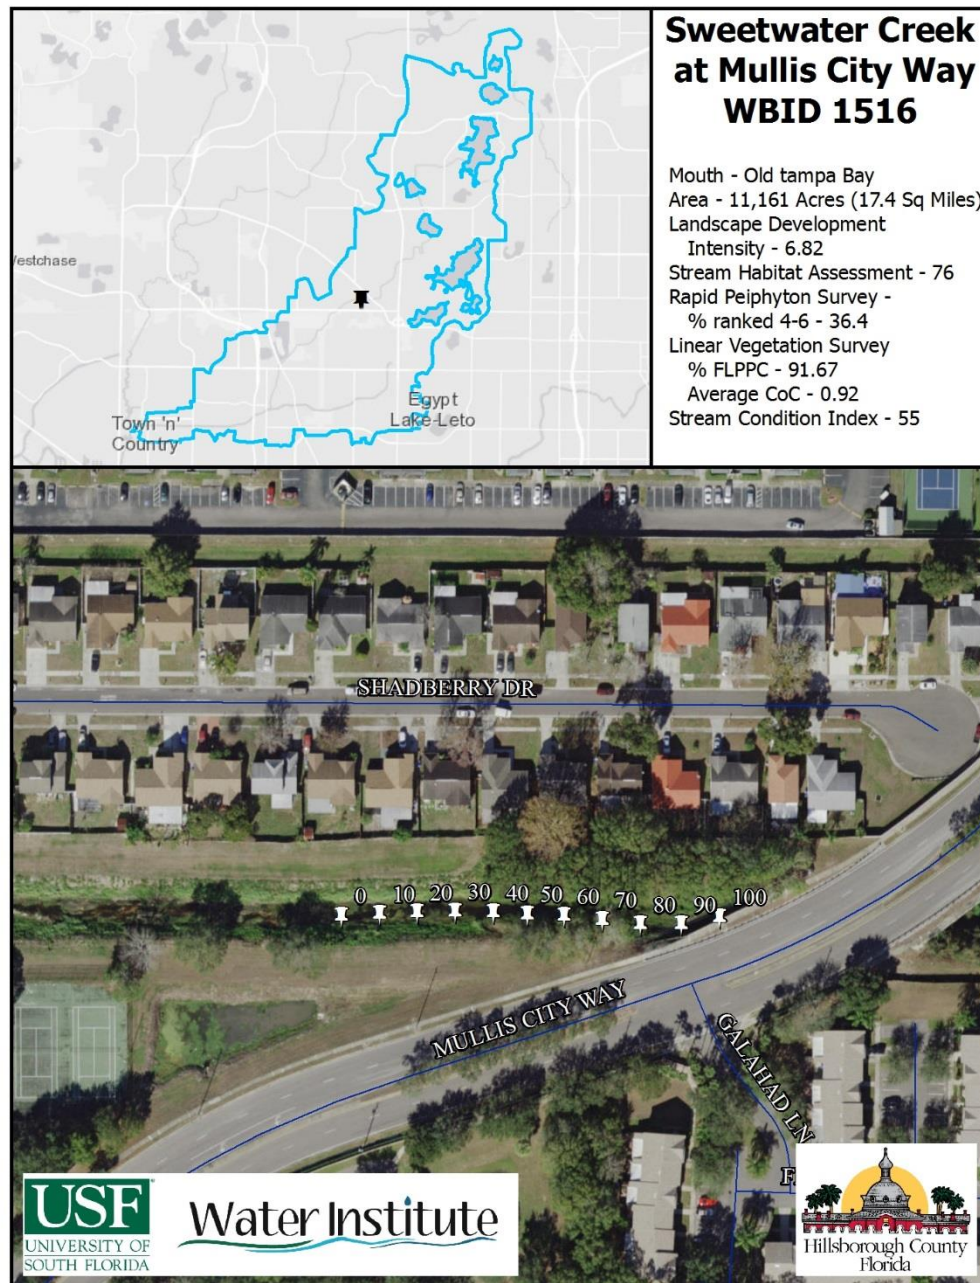 Sweetwater Creek
at Mullis City Way
WBID 1516
Mouth - Old tampa Bay
Area - 11,161 Acres (17.4 Sq Miles)
Landscape Development
Intensity - 6.82
Stream Habitat Assessment - 76
Rapid Peiphyton Survey -
% ranked 4-6 - 36.4
Linear Vegetation Survey
% FLPPC - 91.67
Average CoC - 0.92
Stream Condition Index - 55
Westchase
Town 'n'
Country
Egypt
Lake-Leto
SHADBERRY DR
0 10 20 30 40 50 60 70 80 90 100
MULLIS CITY WAY
GALAHAD LN
USF
UNIVERSITY OF
SOUTH FLORIDA
Water Institute
Hillsborough County
Florida